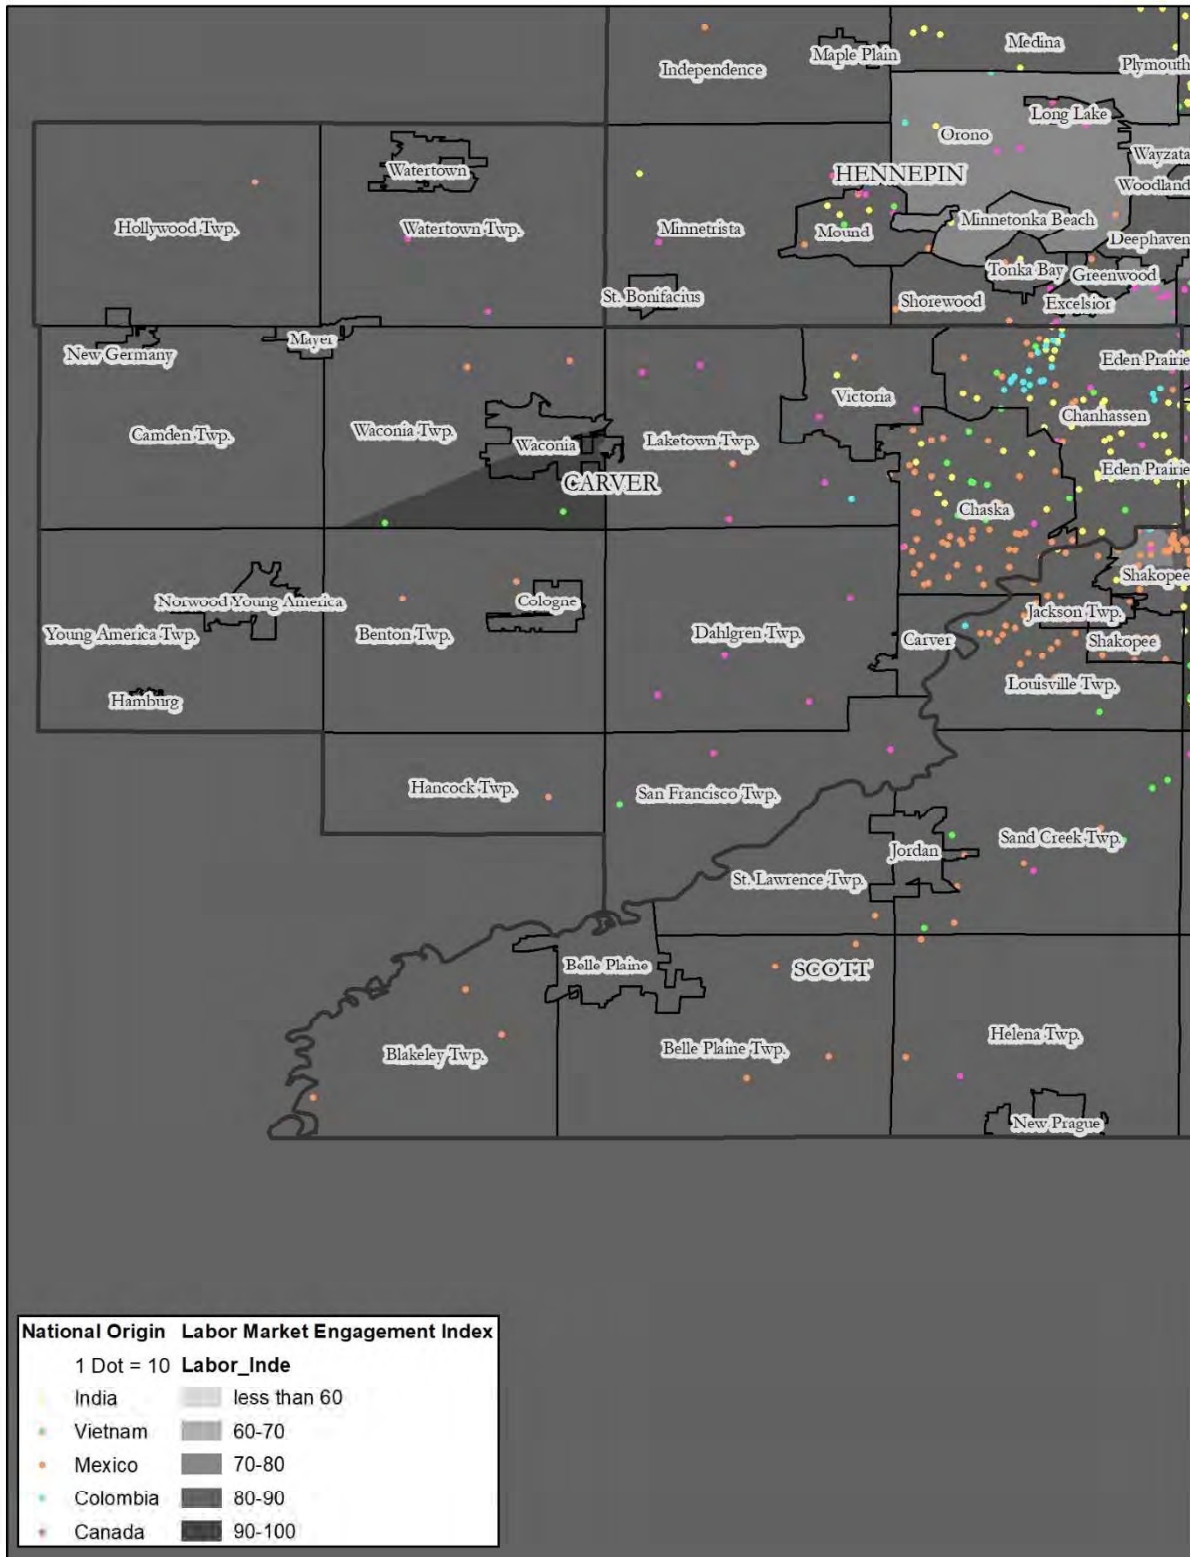 Independence
Maple Plain
Medina
Plymouth
Long Lake
Orono
Wayzata
Woodland
Watertown
HENNEPIN
Hollywood Twp.
Watertown Twp.
Minnetrista
Mound
Minnetonka Beach
Deephaven
Tonka Bay
Greenwood
St. Bonifacius
Shorewood
Excelsior
New Germany
Mayer
Eden Prairie
Victoria
Chanhassen
Camden Twp.
Waconia Twp.
Waconia
Laketown Twp.
Eden Prairie
CARVER
Chaska
Shakopee
Norwood Young America
Cologne
Jackson Twp.
Young America Twp.
Benton Twp.
Dahlgren Twp.
Carver
Shakopee
Hamburg
Louisville Twp.
Hancock Twp.
San Francisco Twp.
Sand Creek Twp.
Jordan
St. Lawrence Twp.
Belle Plaine
SCOTT
Helena Twp.
Blakeley Twp.
Belle Plaine Twp.
New Prague
National Origin Labor Market Engagement Index
1 Dot = 10 Labor_Inde
India less than 60
Vietnam 60-70
Mexico 70-80
Colombia 80-90
Canada 90-100